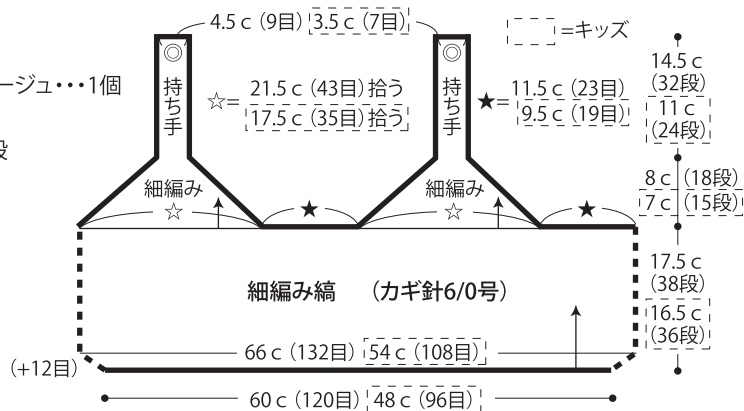 4.5 c (9目) 3.5 c (7目)
=キッズ
ージュ・・・1個
段
◎
持ち手
☆= 21.5 c (43目) 拾う
17.5 c (35目) 拾う
◎
持ち手
★= 11.5 c (23目)
9.5 c (19目)
14.5 c
(32段)
11 c
(24段)
細編み
☆
★
細編み
☆
★
8 c (18段)
7 c (15段)
細編み縞 (カギ針6/0号)
17.5 c
(38段)
16.5 c
(36段)
66 c (132目) 54 c (108目)
(+12目)
60 c (120目) 48 c (96目)